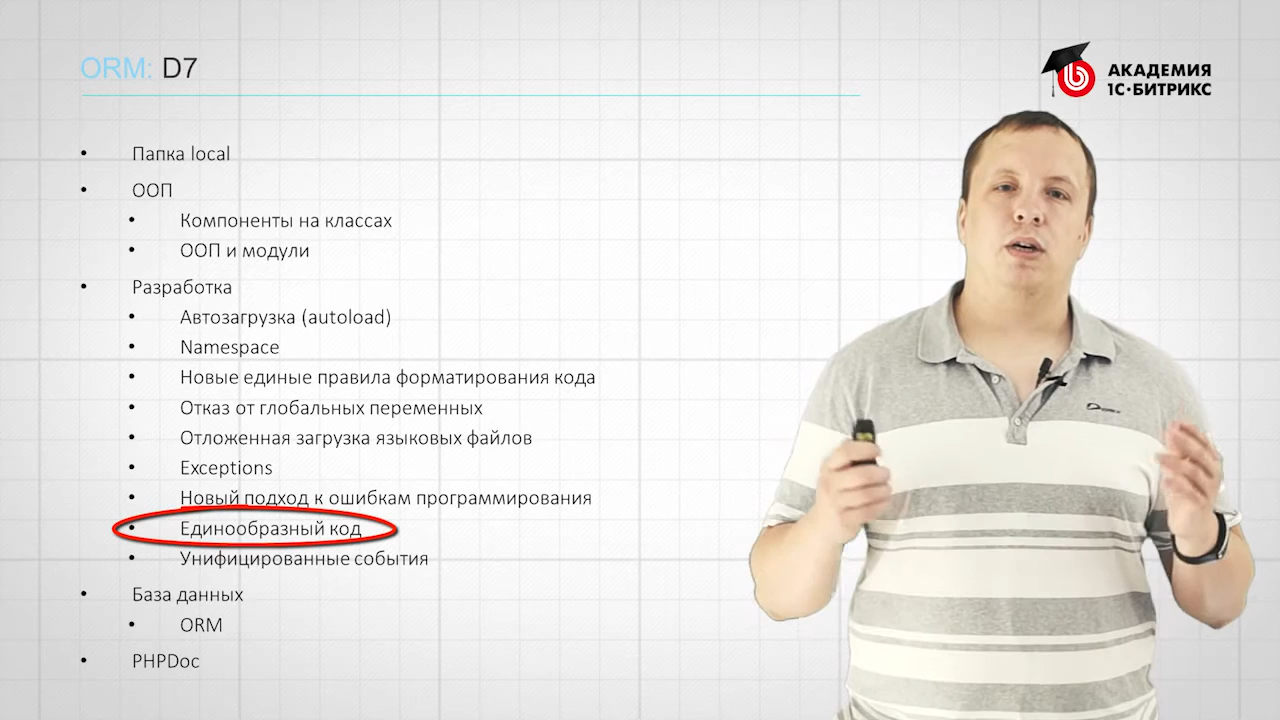 ORM: D7
АКАДЕМИЯ
1С·БИТРИКС
• Папка local
• ООП
• Компоненты на классах
• ООП и модули
• Разработка
• Автозагрузка (autoload)
• Namespace
• Новые единые правила форматирования кода
• Отказ от глобальных переменных
• Отложенная загрузка языковых файлов
• Exceptions
• Новый подход к ошибкам программирования
• Единообразный код
• Унифицированные события
• База данных
• ORM
• PHPDoc